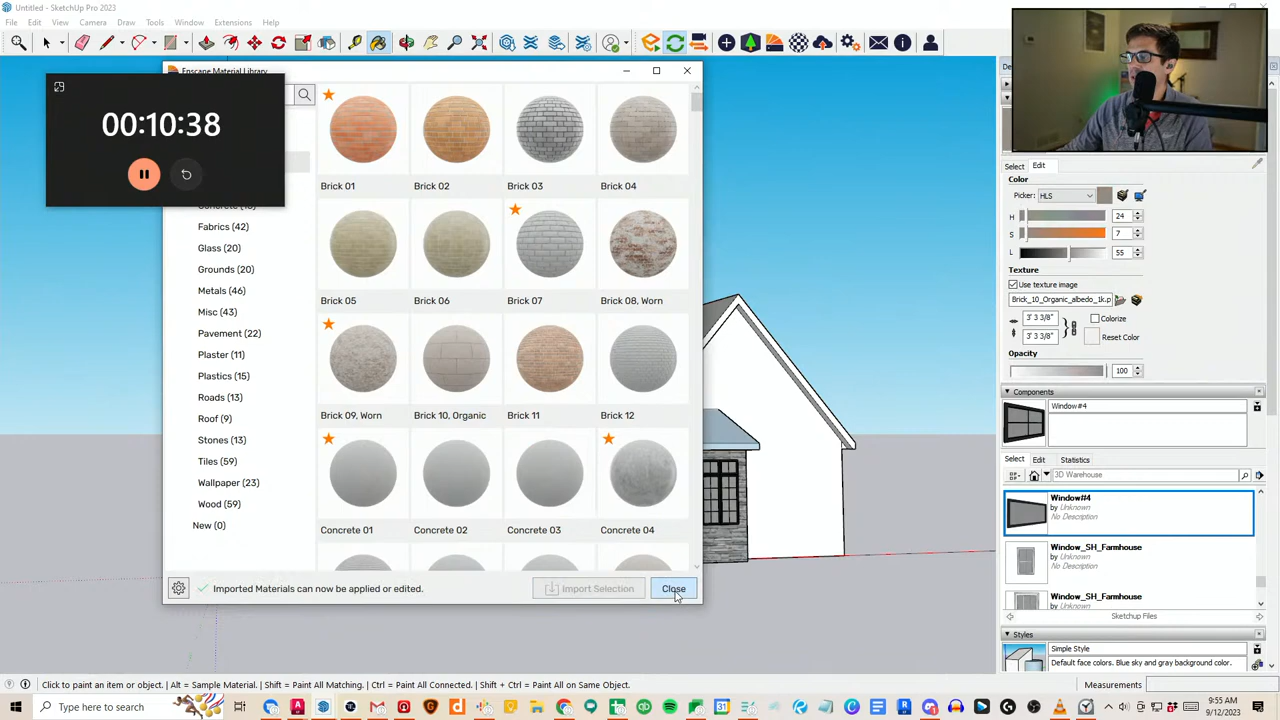 Untitled - SketchUp Pro 2023
File Edit View Camera Draw Tools Window Extensions Help
Enscape Material Library
00:10:38
Brick 01 Brick 02 Brick 03 Brick 04
Fabrics (42)
Glass (20)
Grounds (20)
Metals (46)
Misc (43)
Pavement (22)
Plaster (11)
Plastics (15)
Roads (13)
Roof (9)
Stones (13)
Tiles (59)
Wallpaper (23)
Wood (59)
New (0)
Brick 05 Brick 06 Brick 07 Brick 08, Worn
Brick 09, Worn Brick 10, Organic Brick 11 Brick 12
Concrete 01 Concrete 02 Concrete 03 Concrete 04
Imported Materials can now be applied or edited.
Import Selection
Close
Select Edit
Color
Picker: HLS
H 24
S 7
L 55
Texture
Use texture image
Brick_10_Organic_albedo_1k.p
3' 3 3/8"
Colorize
3' 3 3/8"
Reset Color
Opacity
100
Components
Window#4
Select Edit Statistics
3D Warehouse
Window#4
by Unknown
No Description
Window_SH_Farmhouse
by Unknown
No Description
Window_SH_Farmhouse
by Unknown
Sketchup Files
Styles
Simple Style
Default face colors. Blue sky and gray background color.
Click to paint an item or object. | Alt = Sample Material. | Shift = Paint All Matching. | Ctrl = Paint All Connected. | Shift + Ctrl = Paint All on Same Object.
Measurements
Type here to search
9:55 AM
9/12/2023